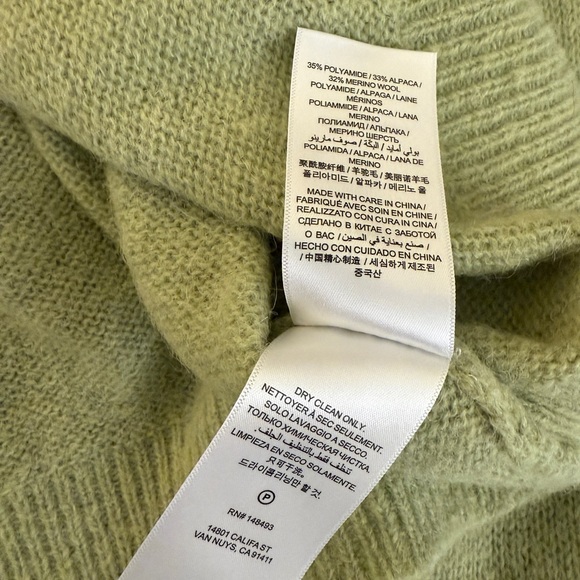 35% POLYAMIDE / 33% ALPACA /
32% MERINO WOOL
POLYAMIDE / ALPAGA / LAINE
MÉRINOS
POLIAMMIDE / ALPACA / LANA
MERINO
ПОЛИАМИД / АЛЬПАКА /
МЕРИНО ШЕРСТЬ
بولي أمايد / البكّة / صوف مارينو
POLIAMIDA / ALPACA / LANA DE
MERINO
聚酰胺纤维 / 羊驼毛 / 美丽诺羊毛
폴리아미드 / 알파카 / 메리노 울
MADE WITH CARE IN CHINA /
FABRIQUÉ AVEC SOIN EN CHINE /
REALIZZATO CON CURA IN CINA /
СДЕЛАНО В КИТАЕ С ЗАБОТОЙ
О ВАС / صنع بعناية في الصين /
HECHO CON CUIDADO EN CHINA
/ 中国精心制造 / 세심하게 제조된
중국산
DRY CLEAN ONLY.
NETTOYER À SEC SEULEMENT.
SOLO LAVAGGIO A SECCO.
ТОЛЬКО ХИМИЧЕСКАЯ ЧИСТКА.
تنظف فقط بالتنظيف الجاف.
LIMPIEZA EN SECO SOLAMENTE.
只可干洗。
드라이클리닝만 할 것.
P
RN# 148493
14601 CALIFA ST
VAN NUYS, CA 91411